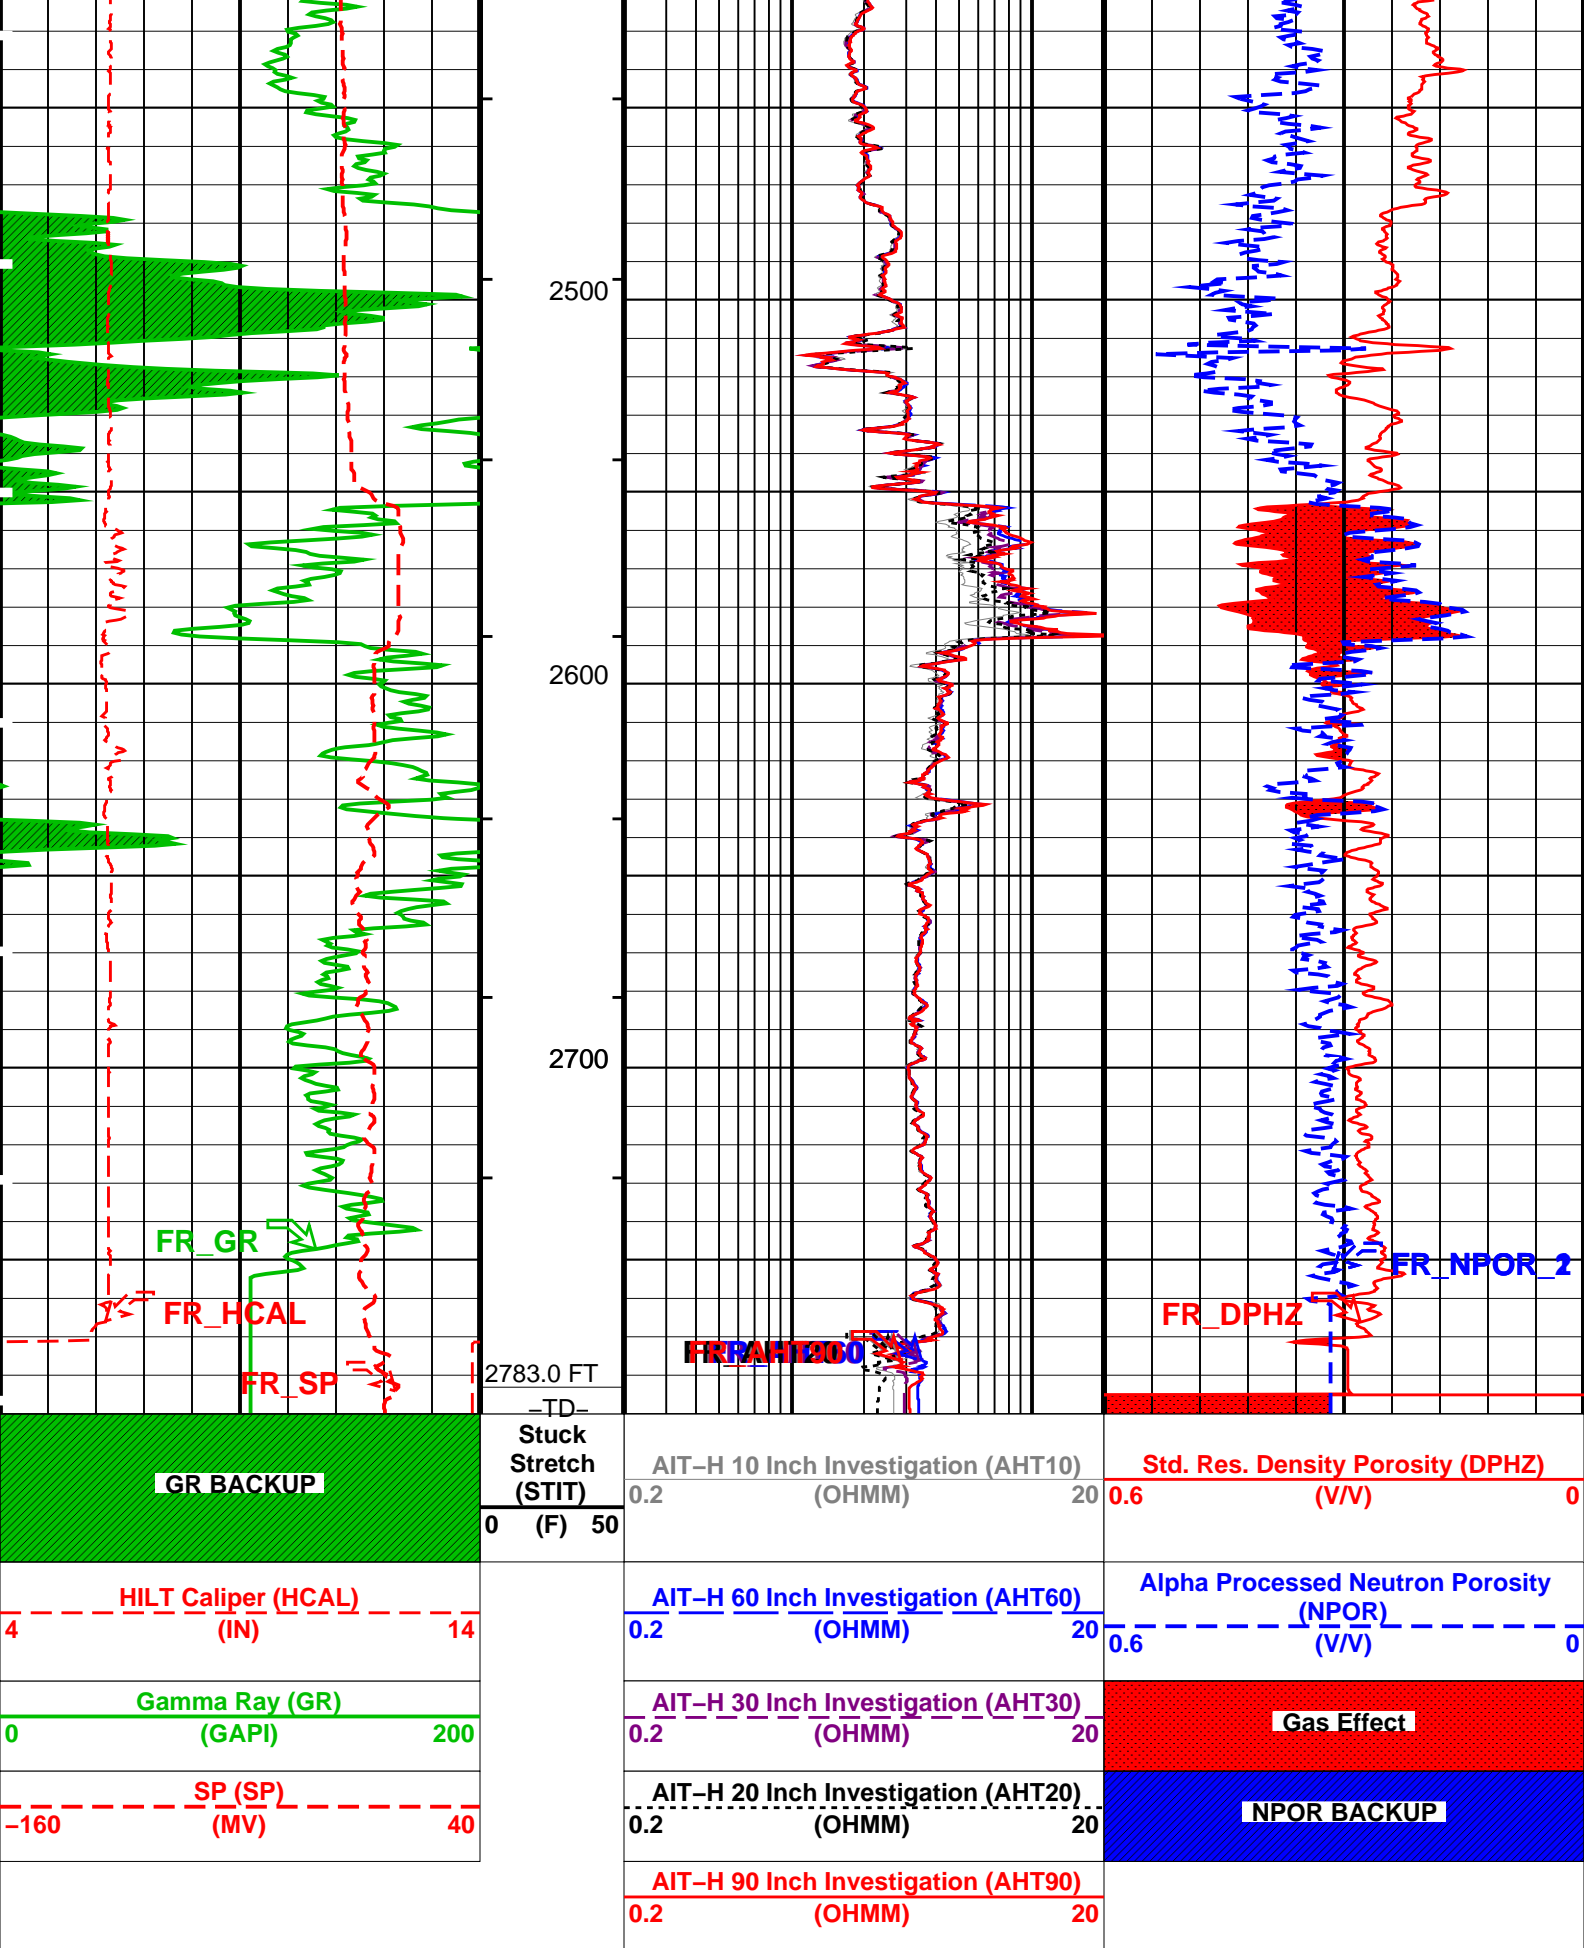 2500
2600
2700
FR_GR
FR_NPOR_2
FR_HCAL
FR_DPHZ
FR_AHT90
FR_SP
2783.0 FT
–TD–
GR BACKUP
Stuck
Stretch
(STIT)
0 (F) 50
AIT–H 10 Inch Investigation (AHT10)
0.2 (OHMM) 20
Std. Res. Density Porosity (DPHZ)
0.6 (V/V) 0
HILT Caliper (HCAL)
4 (IN) 14
AIT–H 60 Inch Investigation (AHT60)
0.2 (OHMM) 20
Alpha Processed Neutron Porosity
(NPOR)
0.6 (V/V) 0
Gamma Ray (GR)
0 (GAPI) 200
AIT–H 30 Inch Investigation (AHT30)
0.2 (OHMM) 20
Gas Effect
SP (SP)
–160 (MV) 40
AIT–H 20 Inch Investigation (AHT20)
0.2 (OHMM) 20
NPOR BACKUP
AIT–H 90 Inch Investigation (AHT90)
0.2 (OHMM) 20